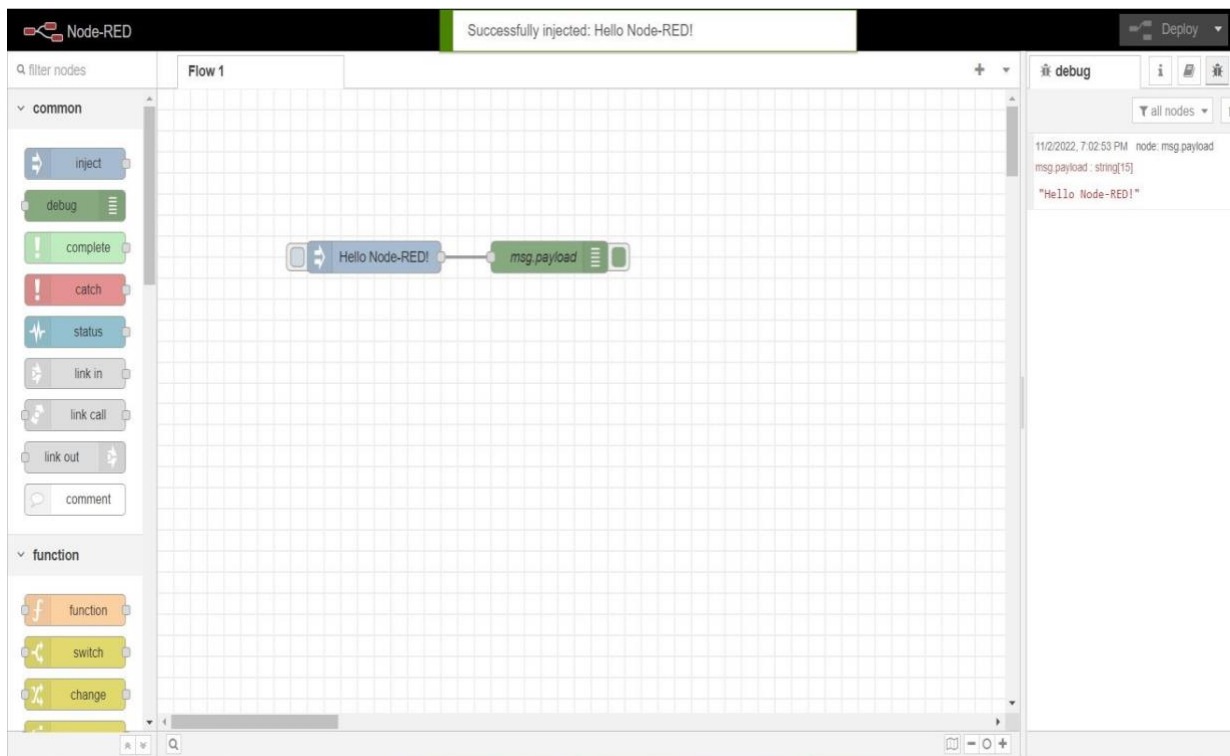 Node-RED
Successfully injected: Hello Node-RED!
Deploy
filter nodes
Flow 1
debug
i
common
all nodes
inject
11/2/2022, 7:02:53 PM node: msg.payload
msg.payload : string[15]
"Hello Node-RED!"
debug
complete
Hello Node-RED!
msg.payload
catch
status
link in
link call
link out
comment
function
function
switch
change